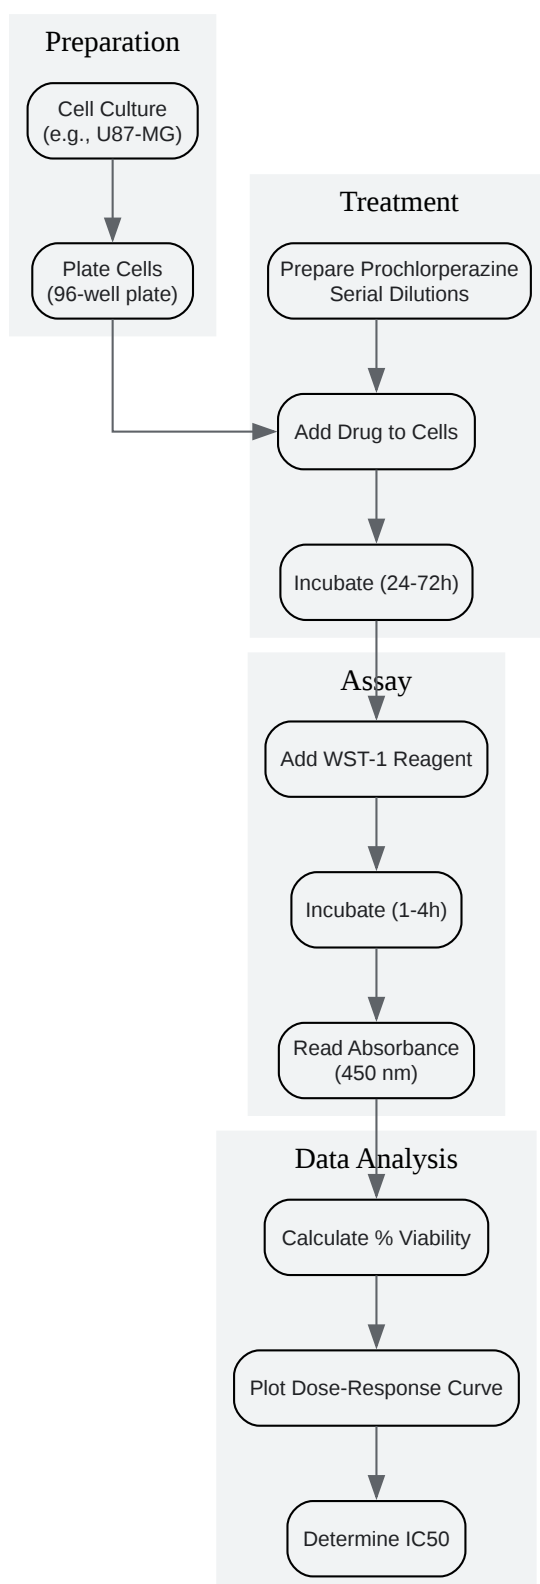 Preparation
Cell Culture
(e.g., U87-MG)
Plate Cells
(96-well plate)
Treatment
Prepare Prochlorperazine
Serial Dilutions
Add Drug to Cells
Incubate (24-72h)
Assay
Add WST-1 Reagent
Incubate (1-4h)
Read Absorbance
(450 nm)
Data Analysis
Calculate % Viability
Plot Dose-Response Curve
Determine IC50